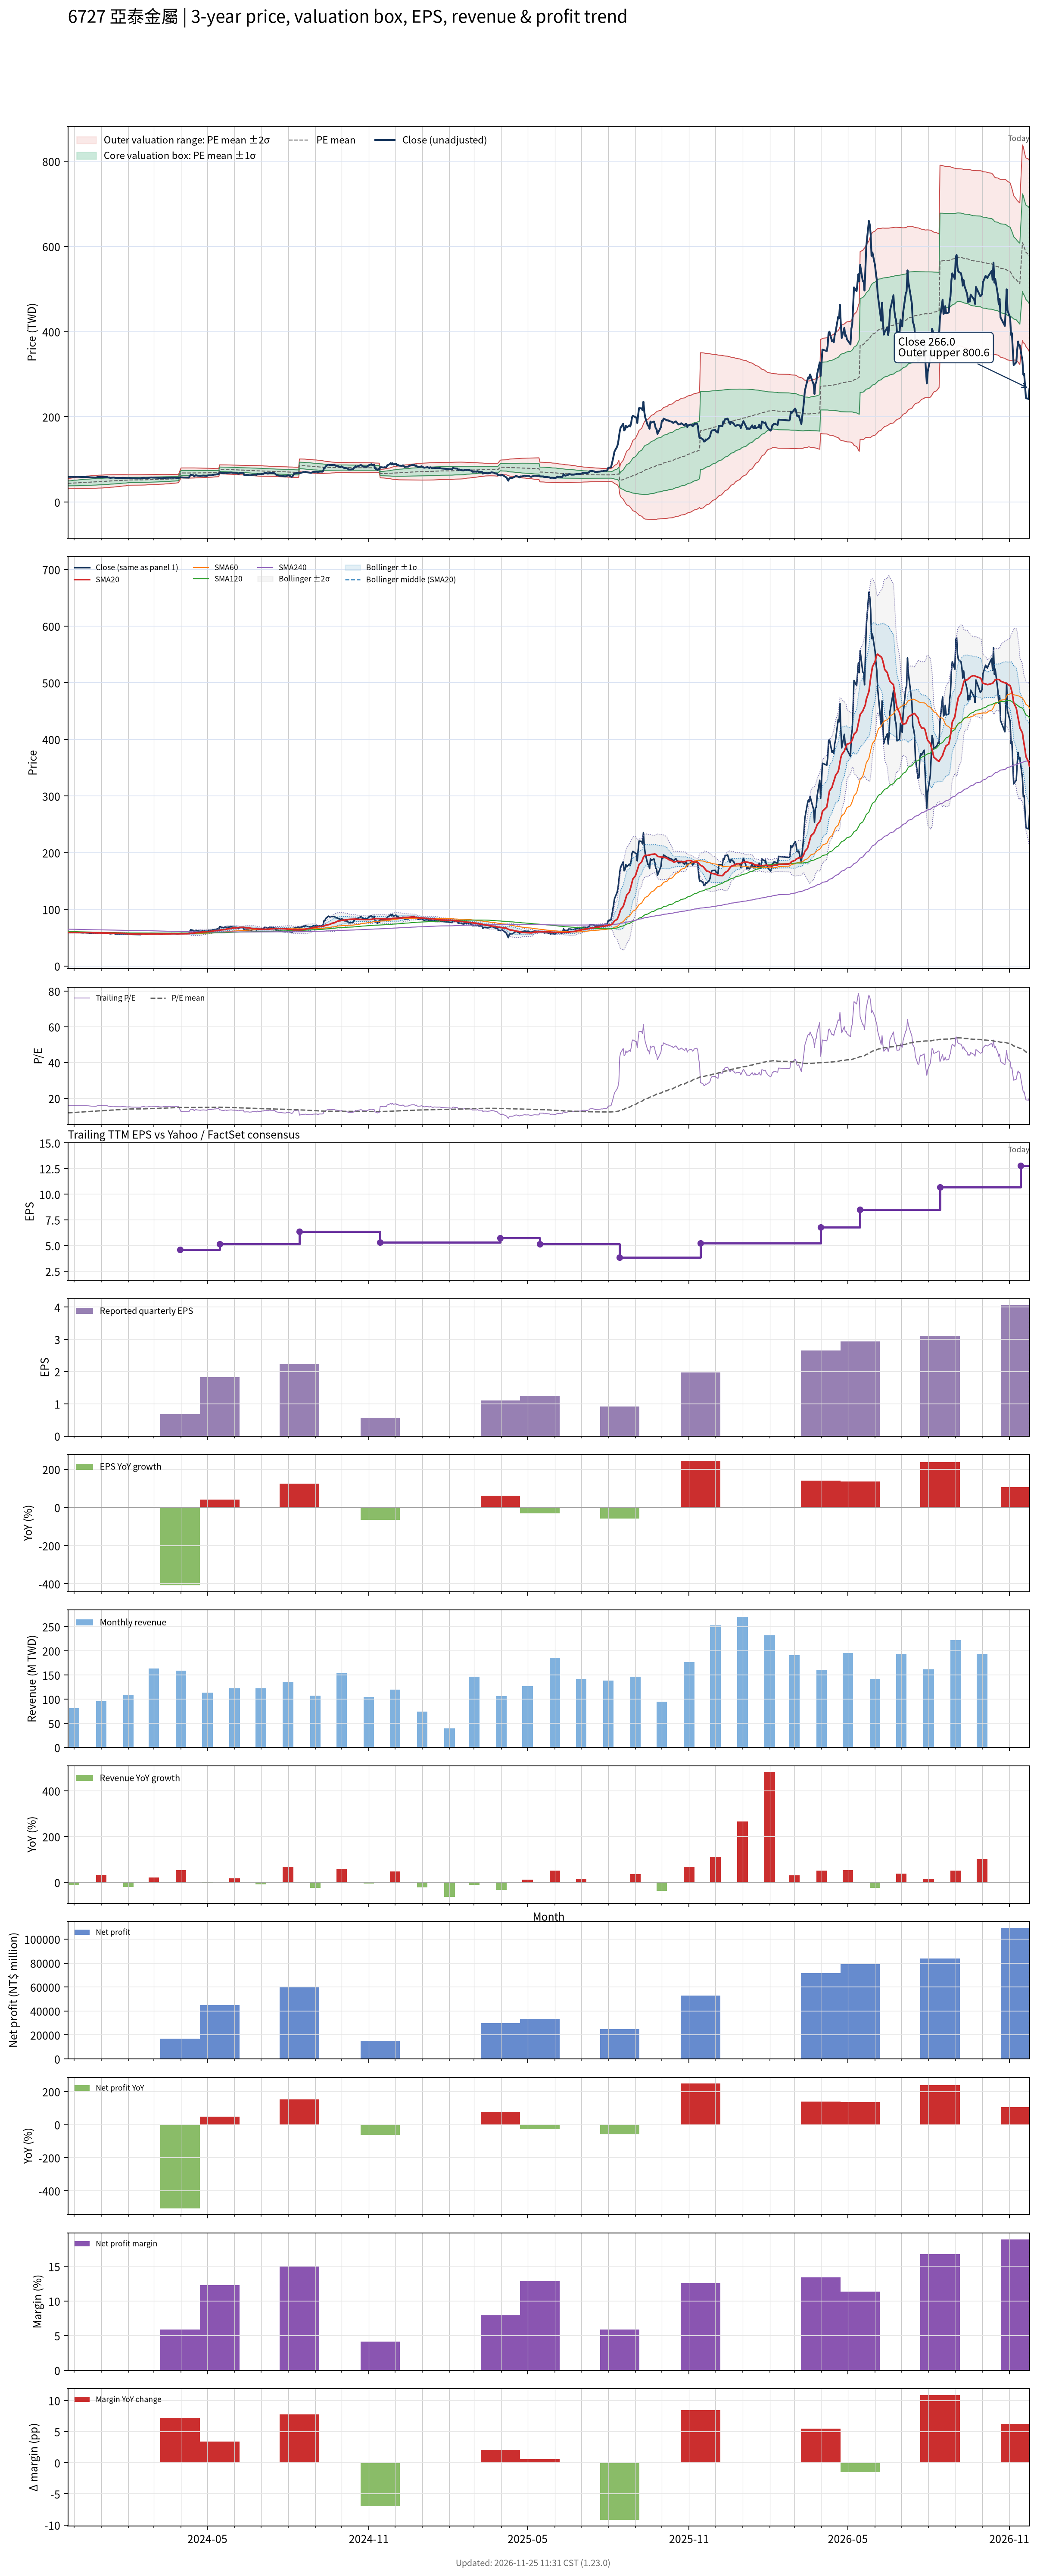 6727 亞泰金屬 | 3-year price, valuation box, EPS, revenue & profit trend
Outer valuation range: PE mean ±2σ
PE mean
Close (unadjusted)
Core valuation box: PE mean ±1σ
Today
Price (TWD)
800
600
400
200
0
Close 266.0
Outer upper 800.6
Close (same as panel 1)
SMA20
SMA60
SMA120
SMA240
Bollinger ±2σ
Bollinger ±1σ
Bollinger middle (SMA20)
Price
700
600
500
400
300
200
100
0
Trailing P/E
P/E mean
P/E
80
60
40
20
Trailing TTM EPS vs Yahoo / FactSet consensus
Today
EPS
15.0
12.5
10.0
7.5
5.0
2.5
Reported quarterly EPS
EPS
4
3
2
1
0
EPS YoY growth
YoY (%)
200
0
-200
-400
Monthly revenue
Revenue (M TWD)
250
200
150
100
50
0
Revenue YoY growth
YoY (%)
400
200
0
Month
Net profit
Net profit (NT$ million)
100000
80000
60000
40000
20000
0
Net profit YoY
YoY (%)
200
0
-200
-400
Net profit margin
Margin (%)
15
10
5
0
Margin YoY change
Δ margin (pp)
10
5
0
-5
-10
2024-05
2024-11
2025-05
2025-11
2026-05
2026-11
Updated: 2026-11-25 11:31 CST (1.23.0)